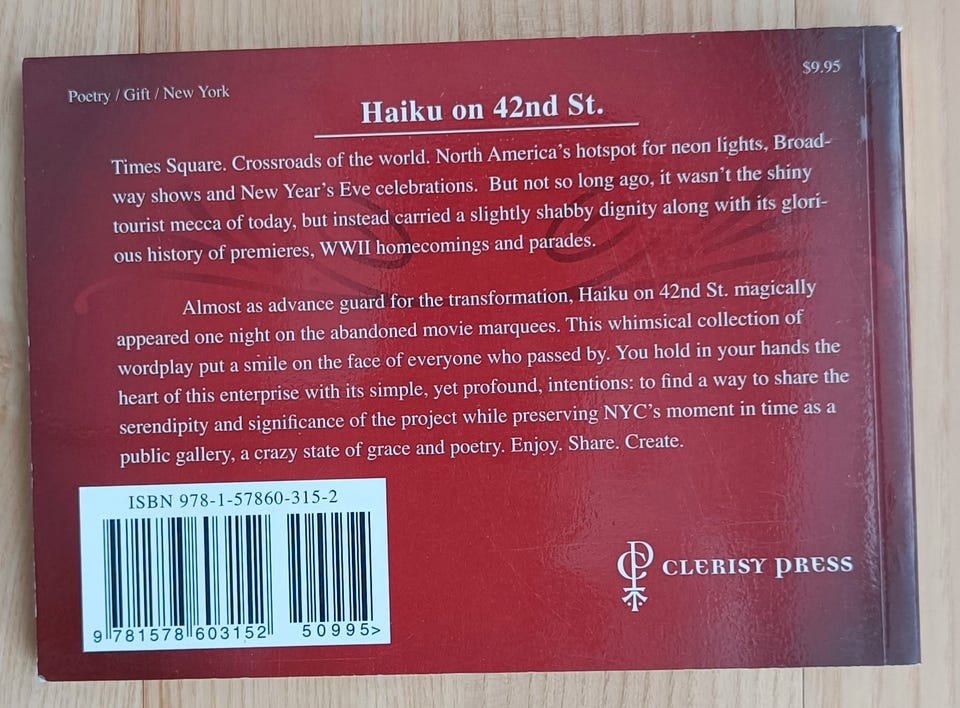 Poetry / Gift / New York
$9.95
Haiku on 42nd St.
Times Square. Crossroads of the world. North America's hotspot for neon lights, Broad-
way shows and New Year's Eve celebrations. But not so long ago, it wasn't the shiny
tourist mecca of today, but instead carried a slightly shabby dignity along with its glori-
ous history of premieres, WWII homecomings and parades.
Almost as advance guard for the transformation, Haiku on 42nd St. magically
appeared one night on the abandoned movie marquees. This whimsical collection of
wordplay put a smile on the face of everyone who passed by. You hold in your hands the
heart of this enterprise with its simple, yet profound, intentions: to find a way to share the
serendipity and significance of the project while preserving NYC's moment in time as a
public gallery, a crazy state of grace and poetry. Enjoy. Share. Create.
ISBN 978-1-57860-315-2
9 781578 603152
50995>
CLERISY PRESS